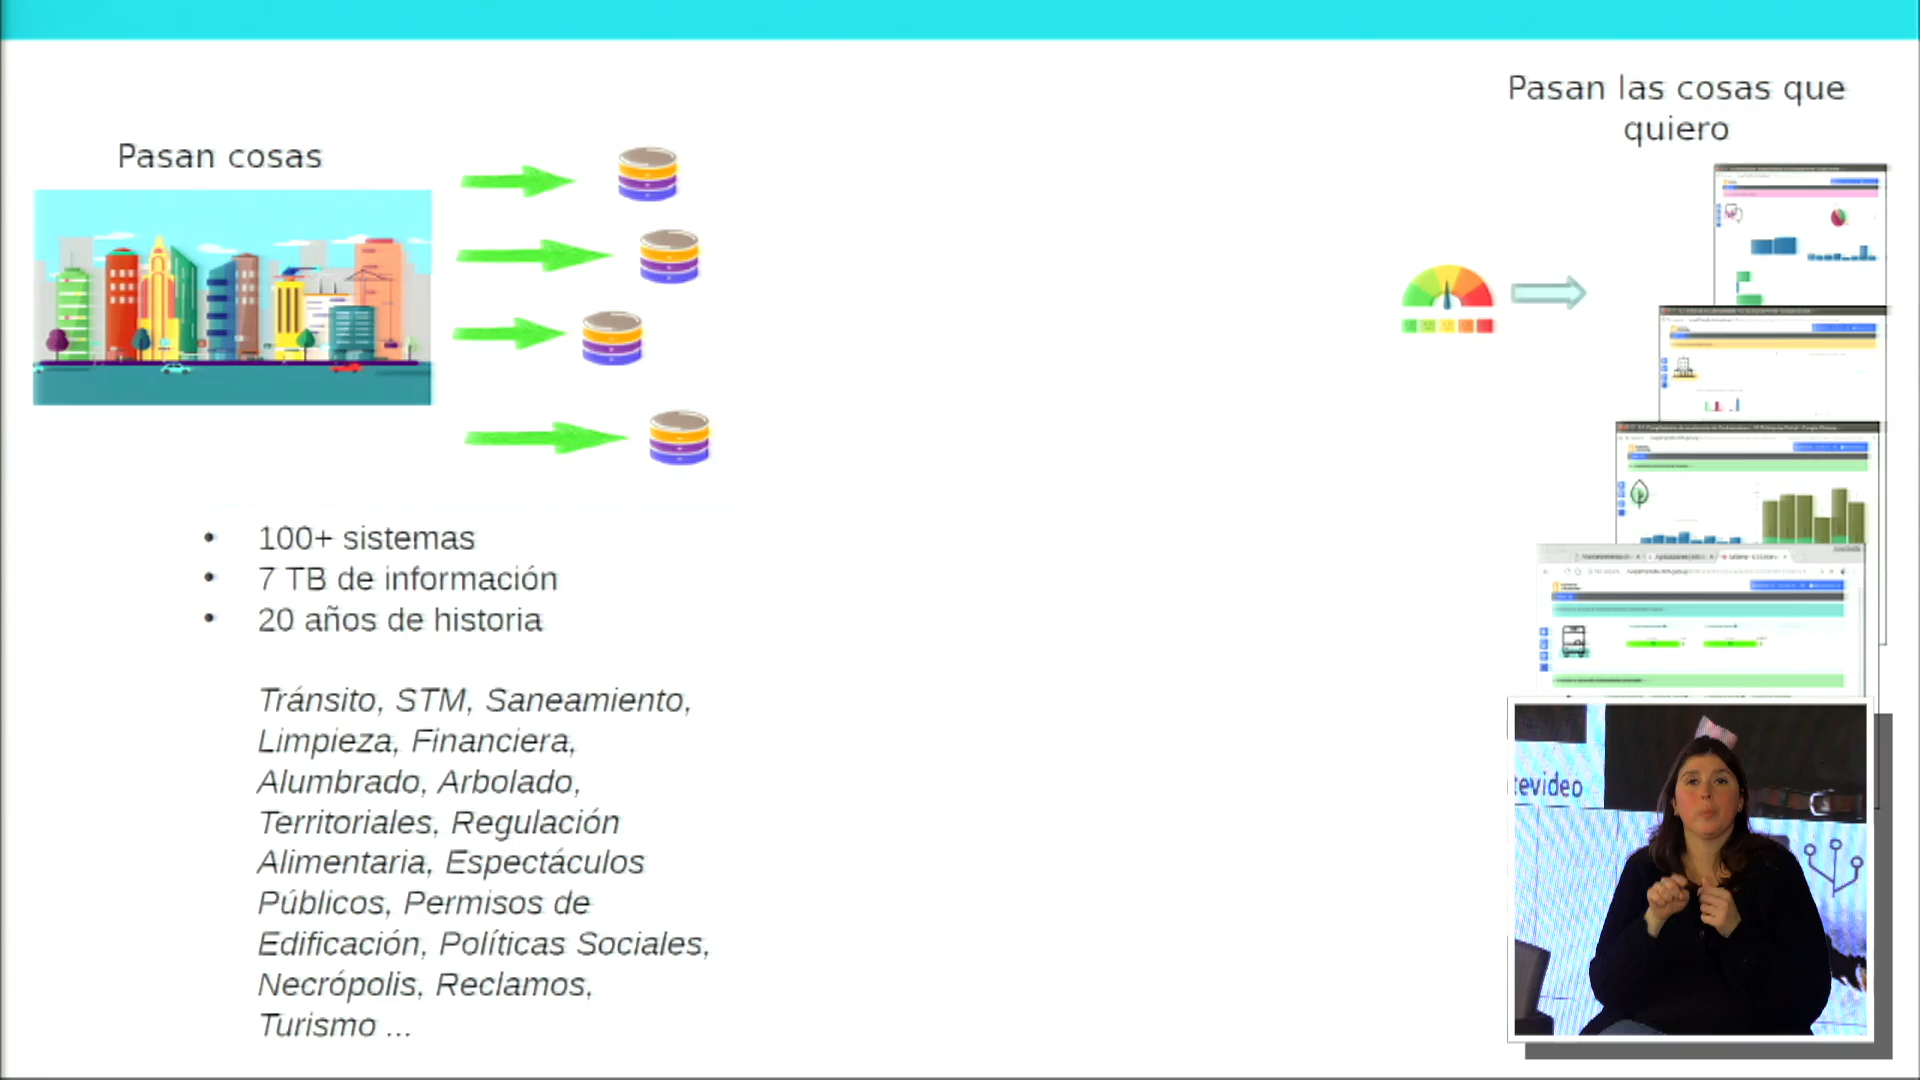 Pasan cosas
Pasan las cosas que
quiero
• 100+ sistemas
• 7 TB de información
• 20 años de historia
Tránsito, STM, Saneamiento,
Limpieza, Financiera,
Alumbrado, Arbolado,
Territoriales, Regulación
Alimentaria, Espectáculos
Públicos, Permisos de
Edificación, Políticas Sociales,
Necrópolis, Reclamos,
Turismo ...
tevideo